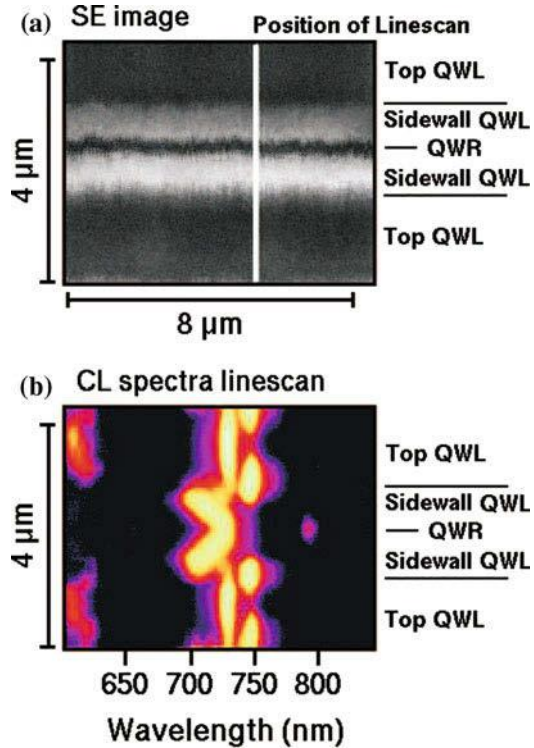 (a) SE image
Position of Linescan
Top QWL
Sidewall QWL
QWR
Sidewall QWL
Top QWL
4 µm
8 µm
(b) CL spectra linescan
Top QWL
Sidewall QWL
QWR
Sidewall QWL
Top QWL
4 µm
650 700 750 800
Wavelength (nm)